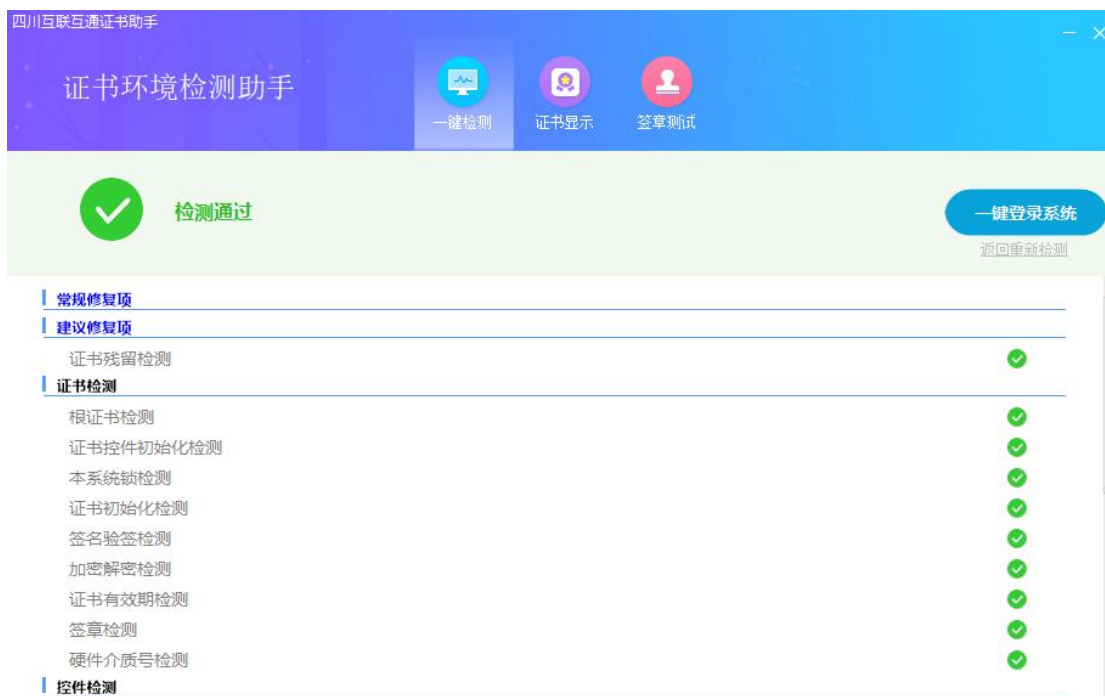 四川互联互通证书助手
证书环境检测助手
一键检测
证书显示
签章测试
检测通过
一键登录系统
返回重新检测
常规修复项
建议修复项
证书残留检测
证书检测
根证书检测
证书控件初始化检测
本系统锁检测
证书初始化检测
签名验签检测
加密解密检测
证书有效期检测
签章检测
硬件介质号检测
控件检测